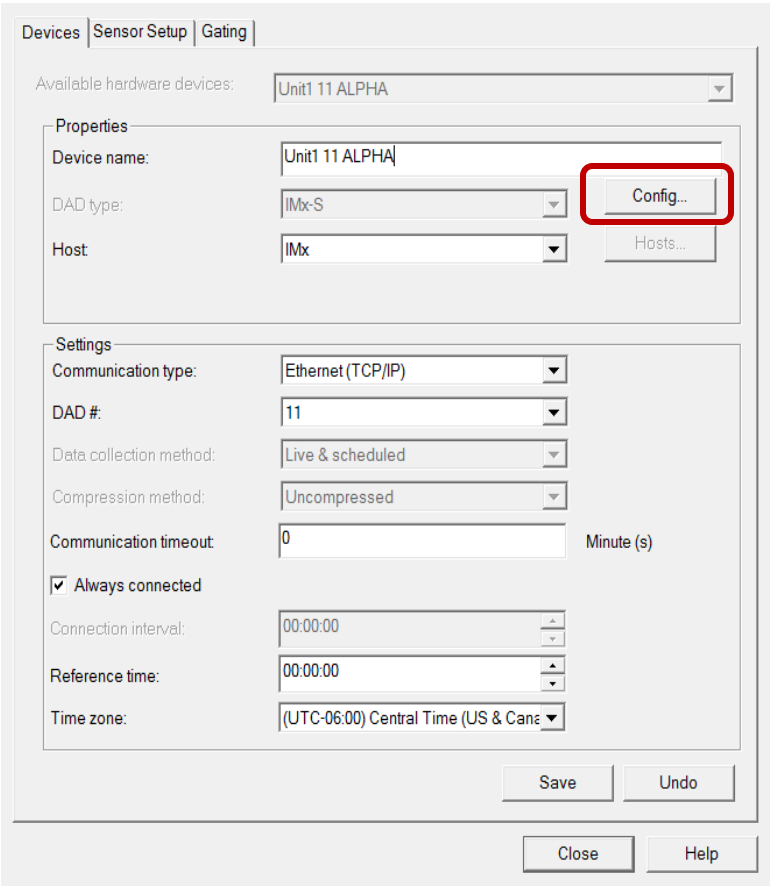 Devices Sensor Setup Gating
Available hardware devices: Unit1 11 ALPHA
Properties
Device name: Unit1 11 ALPHA
DAD type: IMx-S Config...
Host: IMx Hosts...
Settings
Communication type: Ethernet (TCP/IP)
DAD #: 11
Data collection method: Live & scheduled
Compression method: Uncompressed
Communication timeout: 0 Minute (s)
Always connected
Connection interval: 00:00:00
Reference time: 00:00:00
Time zone: (UTC-06:00) Central Time (US & Cana
Save Undo
Close Help